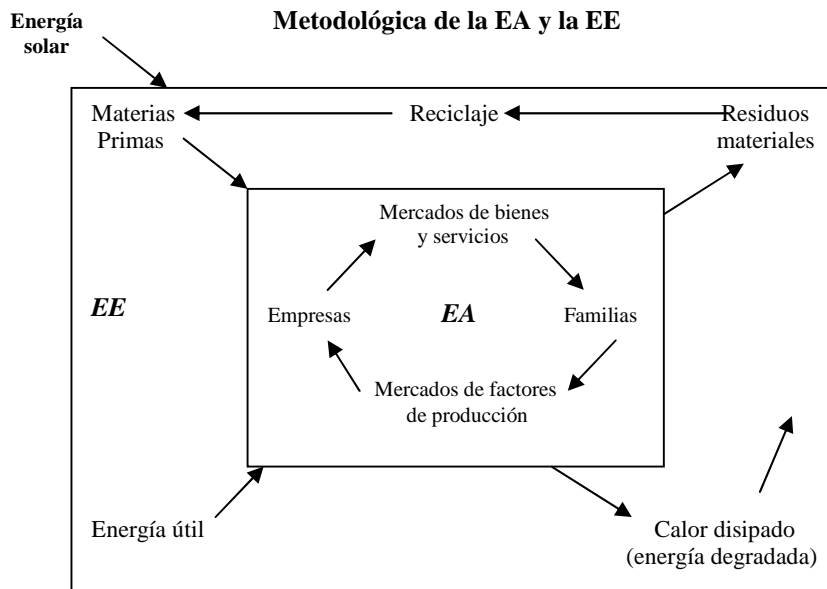 Metodológica de la EA y la EE
Energía
solar
Materias
Primas
Reciclaje
Residuos
materiales
Mercados de bienes
y servicios
EE
Empresas
EA
Familias
Mercados de factores
de producción
Energía útil
Calor disipado
(energía degradada)